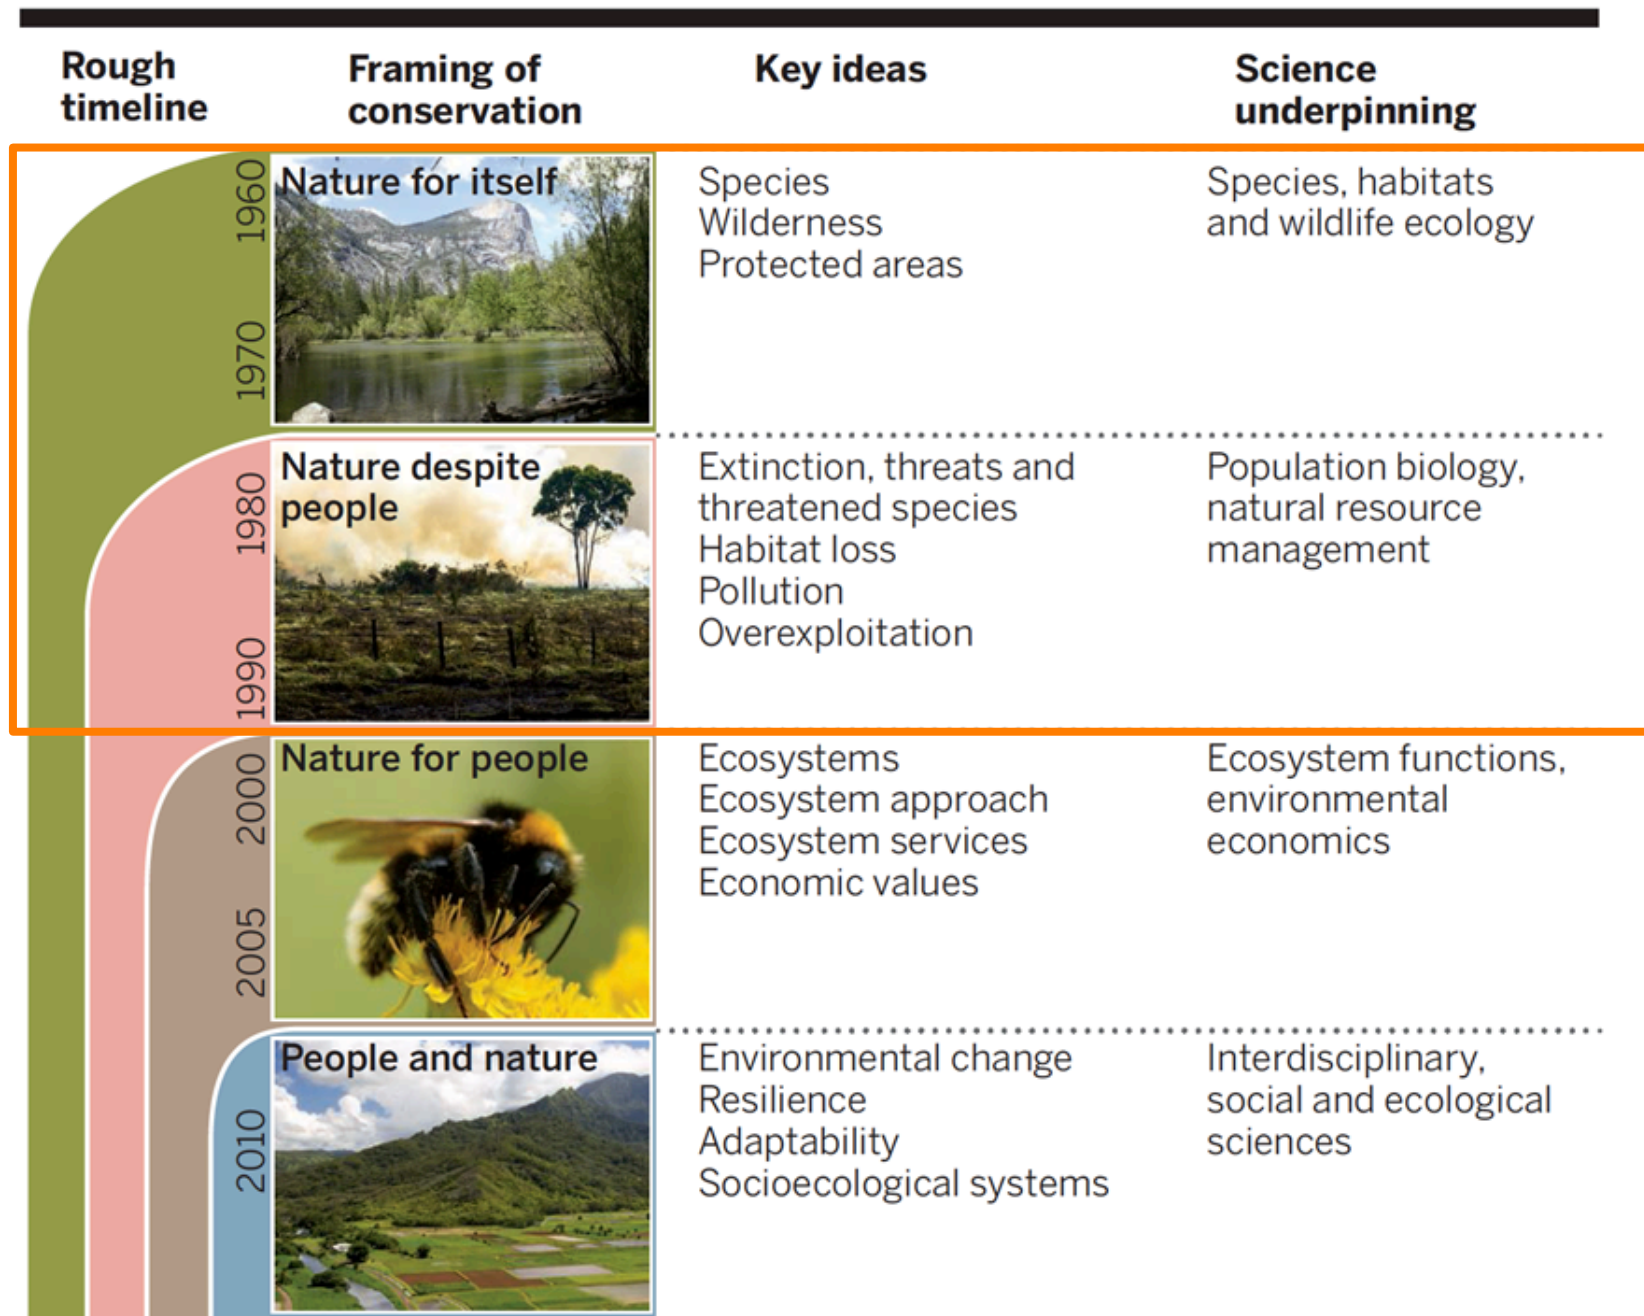 Rough
timeline
Framing of
conservation
Key ideas
Science
underpinning
1960
1970
Nature for itself
Species
Wilderness
Protected areas
Species, habitats
and wildlife ecology
1980
1990
Nature despite
people
Extinction, threats and
threatened species
Habitat loss
Pollution
Overexploitation
Population biology,
natural resource
management
2000
2005
Nature for people
Ecosystems
Ecosystem approach
Ecosystem services
Economic values
Ecosystem functions,
environmental
economics
2010
People and nature
Environmental change
Resilience
Adaptability
Socioecological systems
Interdisciplinary,
social and ecological
sciences